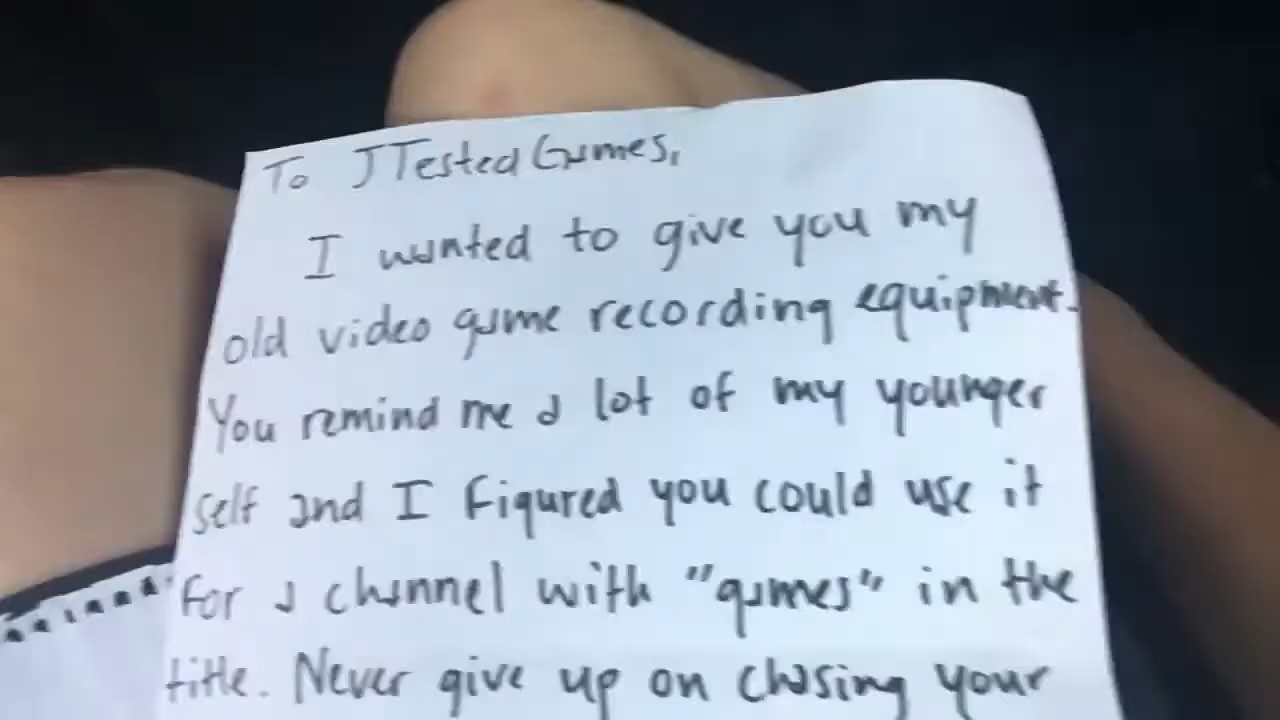 To JTestedGames,
I wanted to give you my
old video game recording equipment.
You remind me a lot of my younger
self and I figured you could use it
for a channel with "games" in the
title. Never give up on chasing your